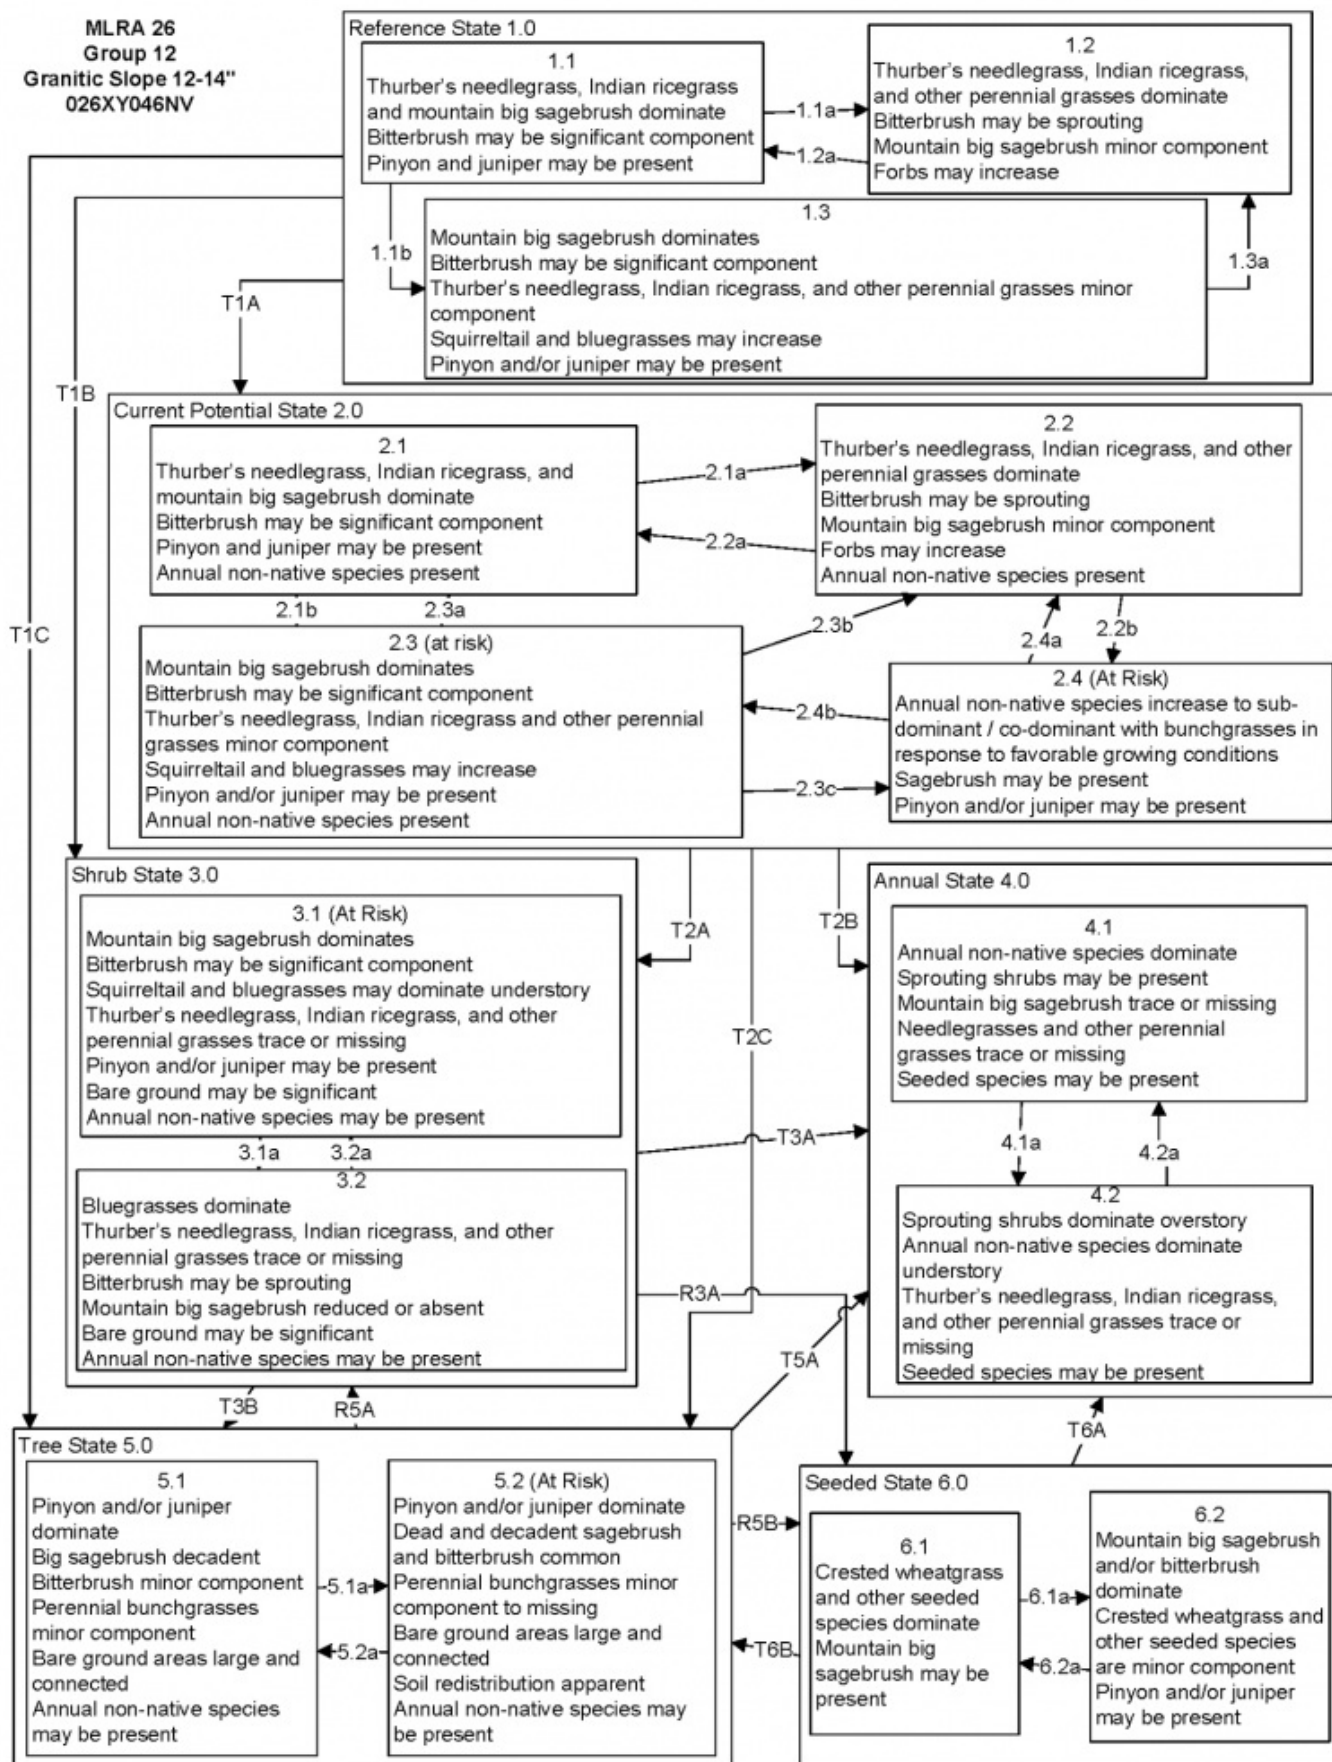 MLRA 26
Group 12
Granitic Slope 12-14"
026XY046NV
Reference State 1.0
1.1
Thurber's needlegrass, Indian ricegrass
and mountain big sagebrush dominate
Bitterbrush may be significant component
Pinyon and juniper may be present
1.1a
1.2a
1.2
Thurber's needlegrass, Indian ricegrass,
and other perennial grasses dominate
Bitterbrush may be sprouting
Mountain big sagebrush minor component
Forbs may increase
1.1b
1.3
Mountain big sagebrush dominates
Bitterbrush may be significant component
Thurber's needlegrass, Indian ricegrass, and other perennial grasses minor
component
Squirreltail and bluegrasses may increase
Pinyon and/or juniper may be present
1.3a
T1A
T1B
T1C
Current Potential State 2.0
2.1
Thurber's needlegrass, Indian ricegrass, and
mountain big sagebrush dominate
Bitterbrush may be significant component
Pinyon and juniper may be present
Annual non-native species present
2.1a
2.2a
2.2
Thurber's needlegrass, Indian ricegrass, and other
perennial grasses dominate
Bitterbrush may be sprouting
Mountain big sagebrush minor component
Forbs may increase
Annual non-native species present
2.1b
2.3a
2.3b
2.4a
2.2b
2.3 (at risk)
Mountain big sagebrush dominates
Bitterbrush may be significant component
Thurber's needlegrass, Indian ricegrass and other perennial
grasses minor component
Squirreltail and bluegrasses may increase
Pinyon and/or juniper may be present
Annual non-native species present
2.4b
2.3c
2.4 (At Risk)
Annual non-native species increase to sub-
dominant / co-dominant with bunchgrasses in
response to favorable growing conditions
Sagebrush may be present
Pinyon and/or juniper may be present
T2A
T2B
T2C
Shrub State 3.0
3.1 (At Risk)
Mountain big sagebrush dominates
Bitterbrush may be significant component
Squirreltail and bluegrasses may dominate understory
Thurber's needlegrass, Indian ricegrass, and other
perennial grasses trace or missing
Pinyon and/or juniper may be present
Bare ground may be significant
Annual non-native species may be present
3.1a
3.2a
3.2
Bluegrasses dominate
Thurber's needlegrass, Indian ricegrass, and other
perennial grasses trace or missing
Bitterbrush may be sprouting
Mountain big sagebrush reduced or absent
Bare ground may be significant
Annual non-native species may be present
T3A
R3A
T5A
Annual State 4.0
4.1
Annual non-native species dominate
Sprouting shrubs may be present
Mountain big sagebrush trace or missing
Needlegrasses and other perennial
grasses trace or missing
Seeded species may be present
4.1a
4.2a
4.2
Sprouting shrubs dominate overstory
Annual non-native species dominate
understory
Thurber's needlegrass, Indian ricegrass,
and other perennial grasses trace or
missing
Seeded species may be present
T3B
R5A
T6A
Tree State 5.0
5.1
Pinyon and/or juniper
dominate
Big sagebrush decadent
Bitterbrush minor component
Perennial bunchgrasses
minor component
Bare ground areas large and
connected
Annual non-native species
may be present
5.1a
5.2a
5.2 (At Risk)
Pinyon and/or juniper dominate
Dead and decadent sagebrush
and bitterbrush common
Perennial bunchgrasses minor
component to missing
Bare ground areas large and
connected
Soil redistribution apparent
Annual non-native species may
be present
R5B
T6B
Seeded State 6.0
6.1
Crested wheatgrass
and other seeded
species dominate
Mountain big
sagebrush may be
present
6.1a
6.2a
6.2
Mountain big sagebrush
and/or bitterbrush
dominate
Crested wheatgrass and
other seeded species
are minor component
Pinyon and/or juniper
may be present